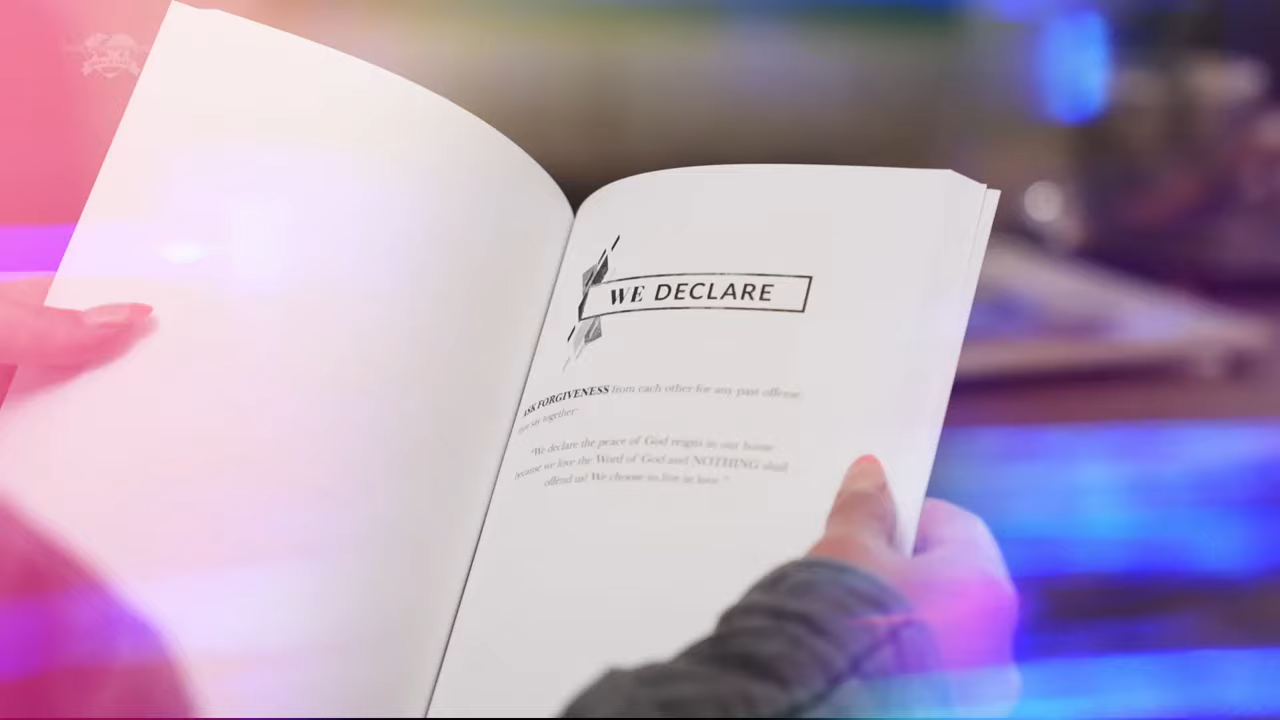 WE DECLARE
ASK FORGIVENESS from each other for any past offense.
say together:
"We declare the peace of God reigns in our home
because we love the Word of God and NOTHING shall
offend us! We choose to live in love."